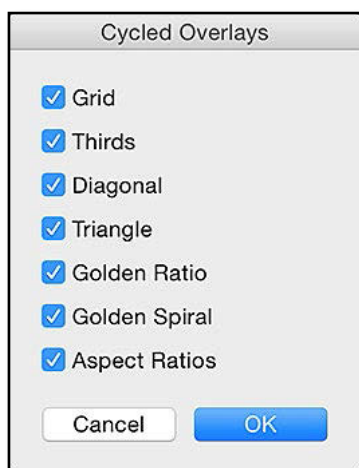 Cycled Overlays
Grid
Thirds
Diagonal
Triangle
Golden Ratio
Golden Spiral
Aspect Ratios
Cancel OK